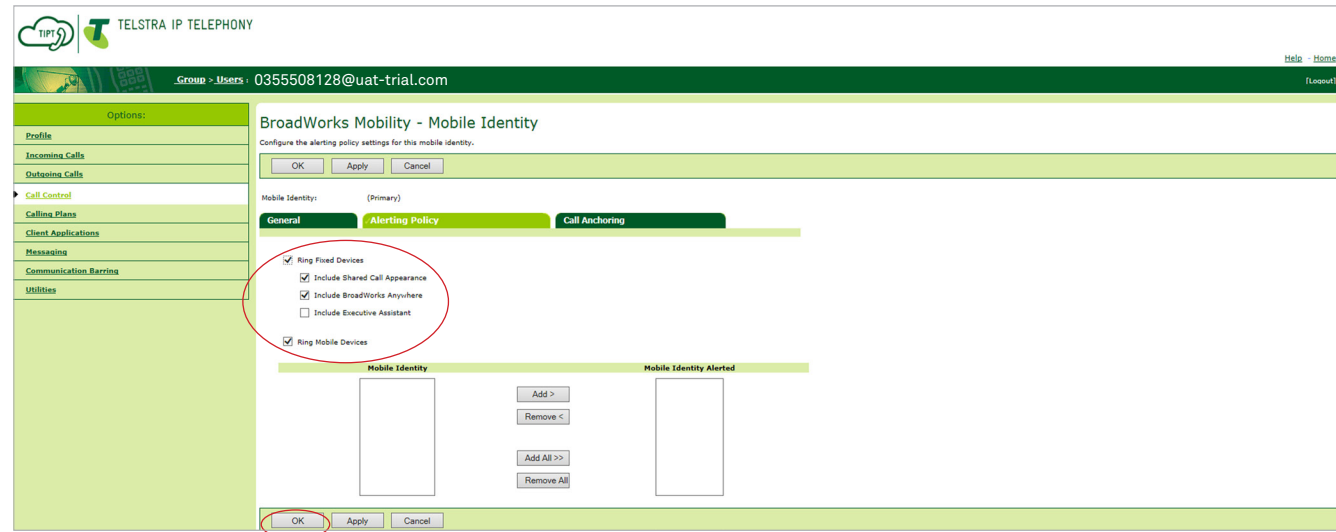 TIPT
TELSTRA IP TELEPHONY
Help - Home
Group > Users : 0355508128@uat-trial.com
[Logout]
Options:
Profile
Incoming Calls
Outgoing Calls
Call Control
Calling Plans
Client Applications
Messaging
Communication Barring
Utilities
BroadWorks Mobility - Mobile Identity
Configure the alerting policy settings for this mobile identity.
OK Apply Cancel
Mobile Identity: (Primary)
General Alerting Policy Call Anchoring
Ring Fixed Devices
Include Shared Call Appearance
Include BroadWorks Anywhere
Include Executive Assistant
Ring Mobile Devices
Mobile Identity Mobile Identity Alerted
Add >
Remove <
Add All >>
Remove All
OK Apply Cancel